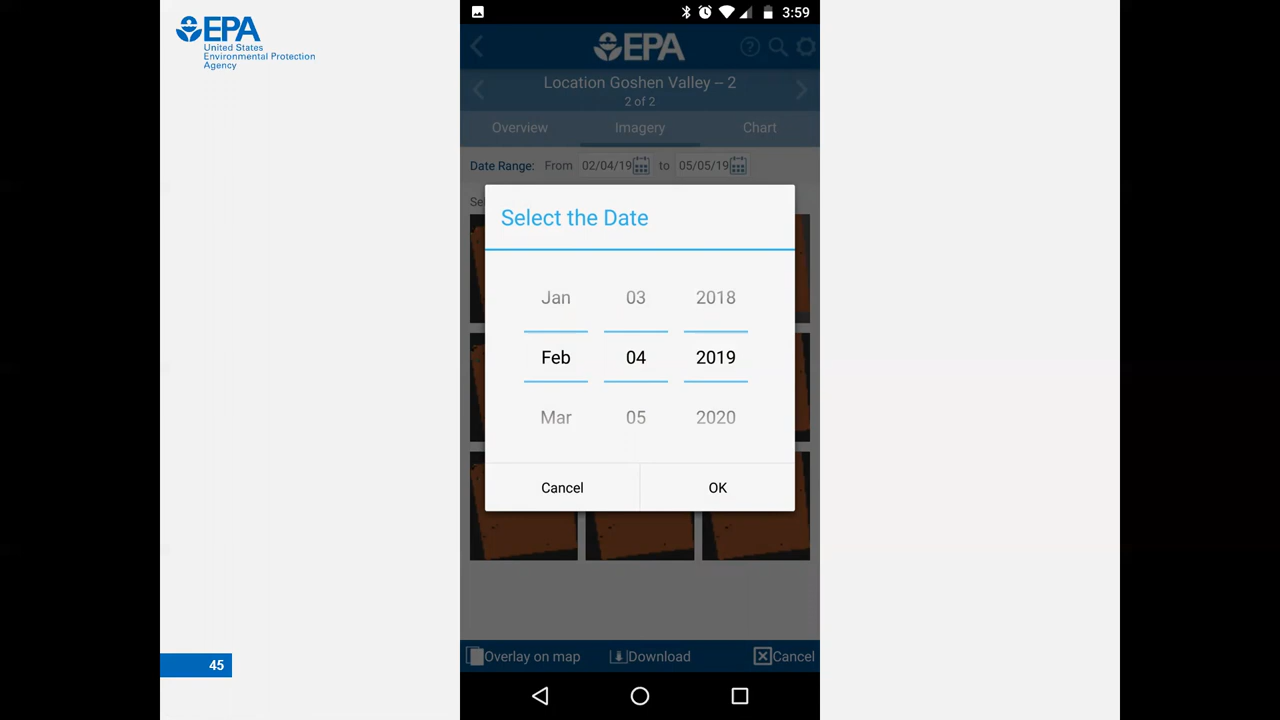 EPA
United States
Environmental Protection
Agency
3:59
EPA
?
Location Goshen Valley – 2
2 of 2
Overview Imagery Chart
Date Range: From 02/04/19 to 05/05/19
Sel
Select the Date
Jan 03 2018
Feb 04 2019
Mar 05 2020
Cancel OK
Overlay on map Download Cancel
45